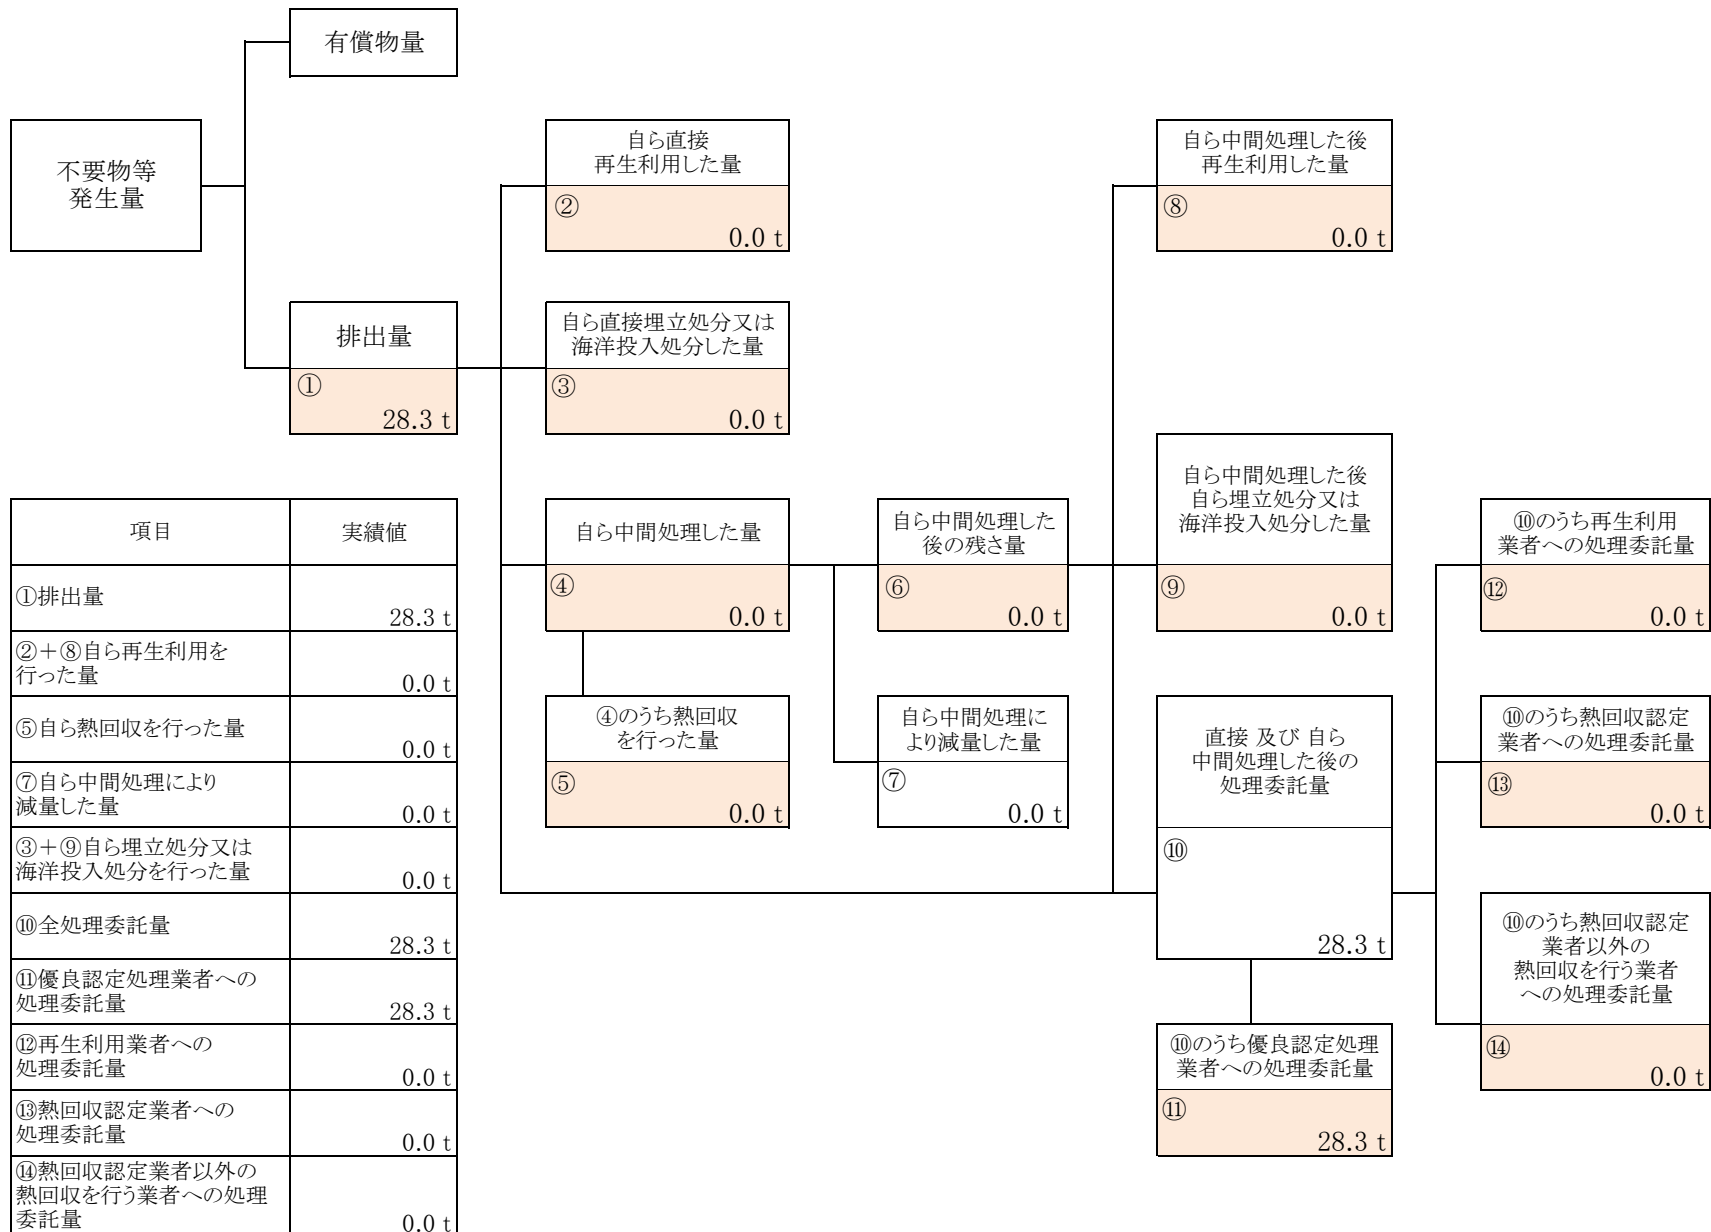 有償物量
不要物等
発生量
自ら直接
再生利用した量
②
0.0 t
自ら中間処理した後
再生利用した量
⑧
0.0 t
排出量
①
28.3 t
自ら直接埋立処分又は
海洋投入処分した量
③
0.0 t
自ら中間処理した量
④
0.0 t
自ら中間処理した
後の残さ量
⑥
0.0 t
自ら中間処理した後
自ら埋立処分又は
海洋投入処分した量
⑨
0.0 t
⑩のうち再生利用
業者への処理委託量
⑫
0.0 t
④のうち熱回収
を行った量
⑤
0.0 t
自ら中間処理に
より減量した量
⑦
0.0 t
直接 及び 自ら
中間処理した後の
処理委託量
⑩
28.3 t
⑩のうち熱回収認定
業者への処理委託量
⑬
0.0 t
⑩のうち優良認定処理
業者への処理委託量
⑪
28.3 t
⑩のうち熱回収認定
業者以外の
熱回収を行う業者
への処理委託量
⑭
0.0 t
項目 実績値
①排出量
28.3 t
②+⑧自ら再生利用を
行った量
0.0 t
⑤自ら熱回収を行った量
0.0 t
⑦自ら中間処理により
減量した量
0.0 t
③+⑨自ら埋立処分又は
海洋投入処分を行った量
0.0 t
⑩全処理委託量
28.3 t
⑪優良認定処理業者への
処理委託量
28.3 t
⑫再生利用業者への
処理委託量
0.0 t
⑬熱回収認定業者への
処理委託量
0.0 t
⑭熱回収認定業者以外の
熱回収を行う業者への処理
委託量
0.0 t